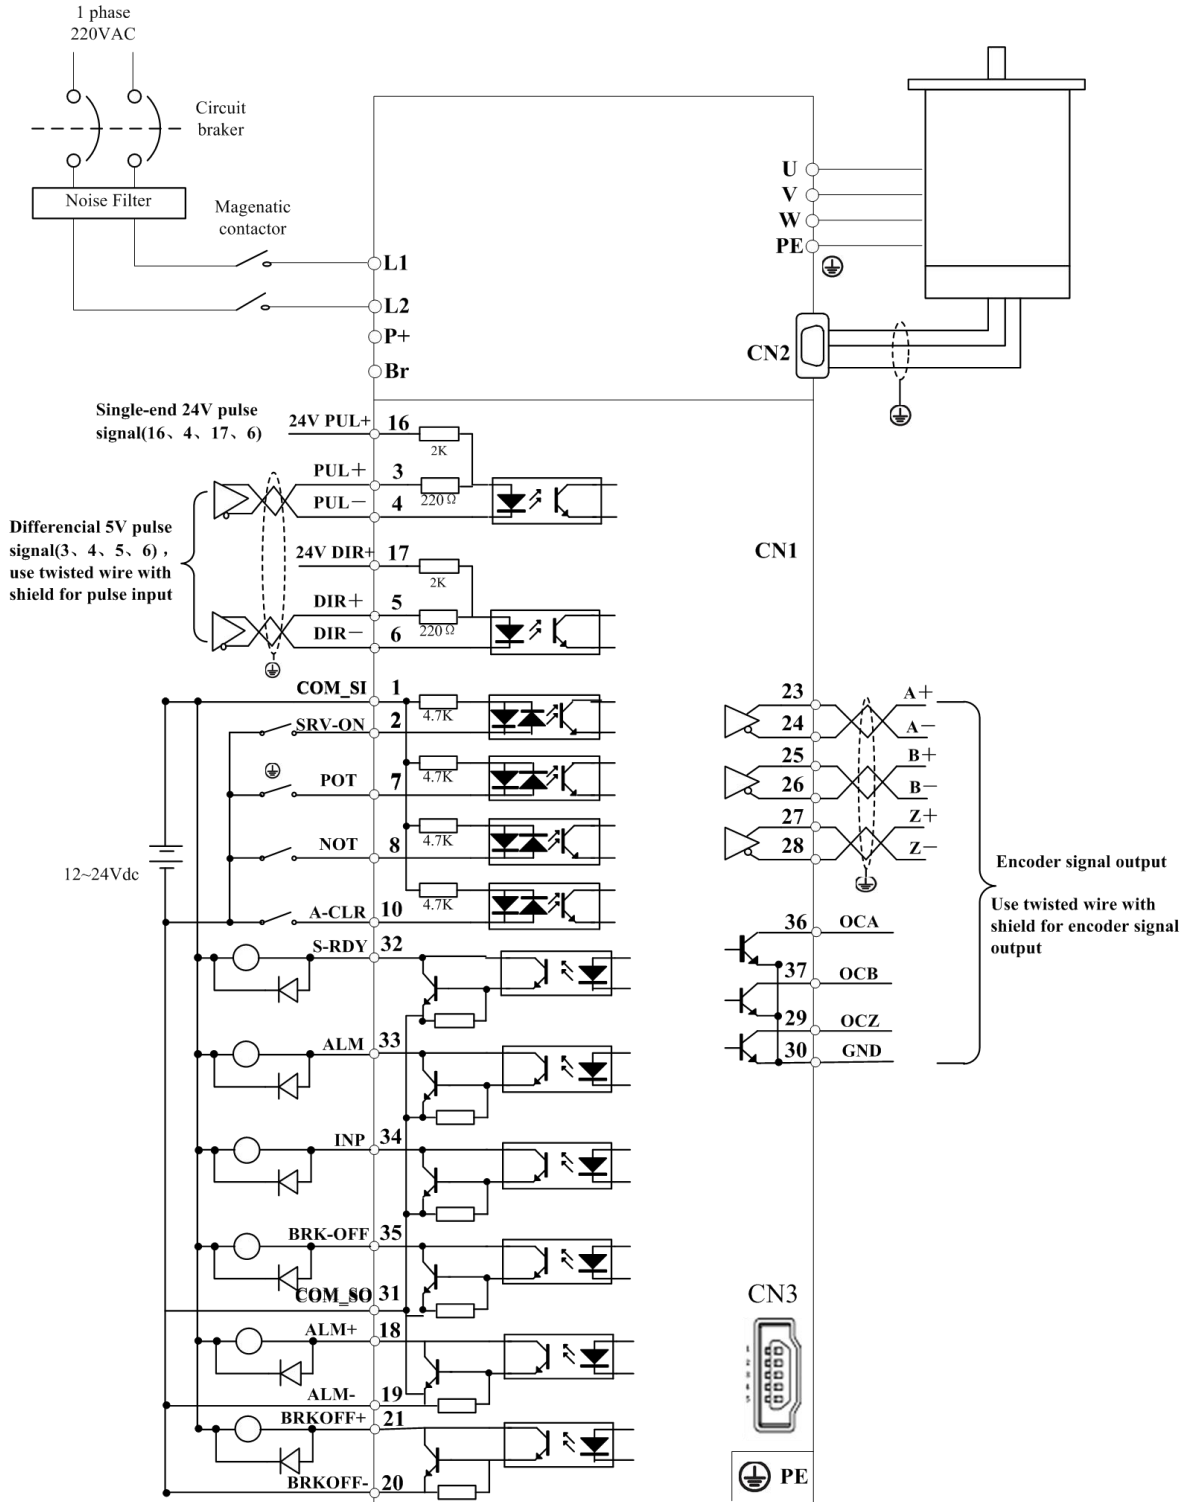 1 phase
220VAC
Circuit
braker
Noise Filter
Magenatic
contactor
L1
L2
P+
Br
U
V
W
PE
CN2
Single-end 24V pulse
signal(16、4、17、6)
24V PUL+ 16
2K
PUL+ 3
220Ω
PUL− 4
Differencial 5V pulse
signal(3、4、5、6) ,
use twisted wire with
shield for pulse input
24V DIR+ 17
2K
DIR+ 5
220Ω
DIR− 6
CN1
COM_SI 1
4.7K
SRV-ON 2
4.7K
POT 7
4.7K
NOT 8
4.7K
A-CLR 10
12~24Vdc
S-RDY 32
ALM 33
INP 34
BRK-OFF 35
COM_SO 31
ALM+ 18
ALM- 19
BRKOFF+ 21
BRKOFF- 20
23 A+
24 A−
25 B+
26 B−
27 Z+
28 Z−
36 OCA
37 OCB
29 OCZ
30 GND
Encoder signal output
Use twisted wire with
shield for encoder signal
output
CN3
1
2
3
4
5
PE